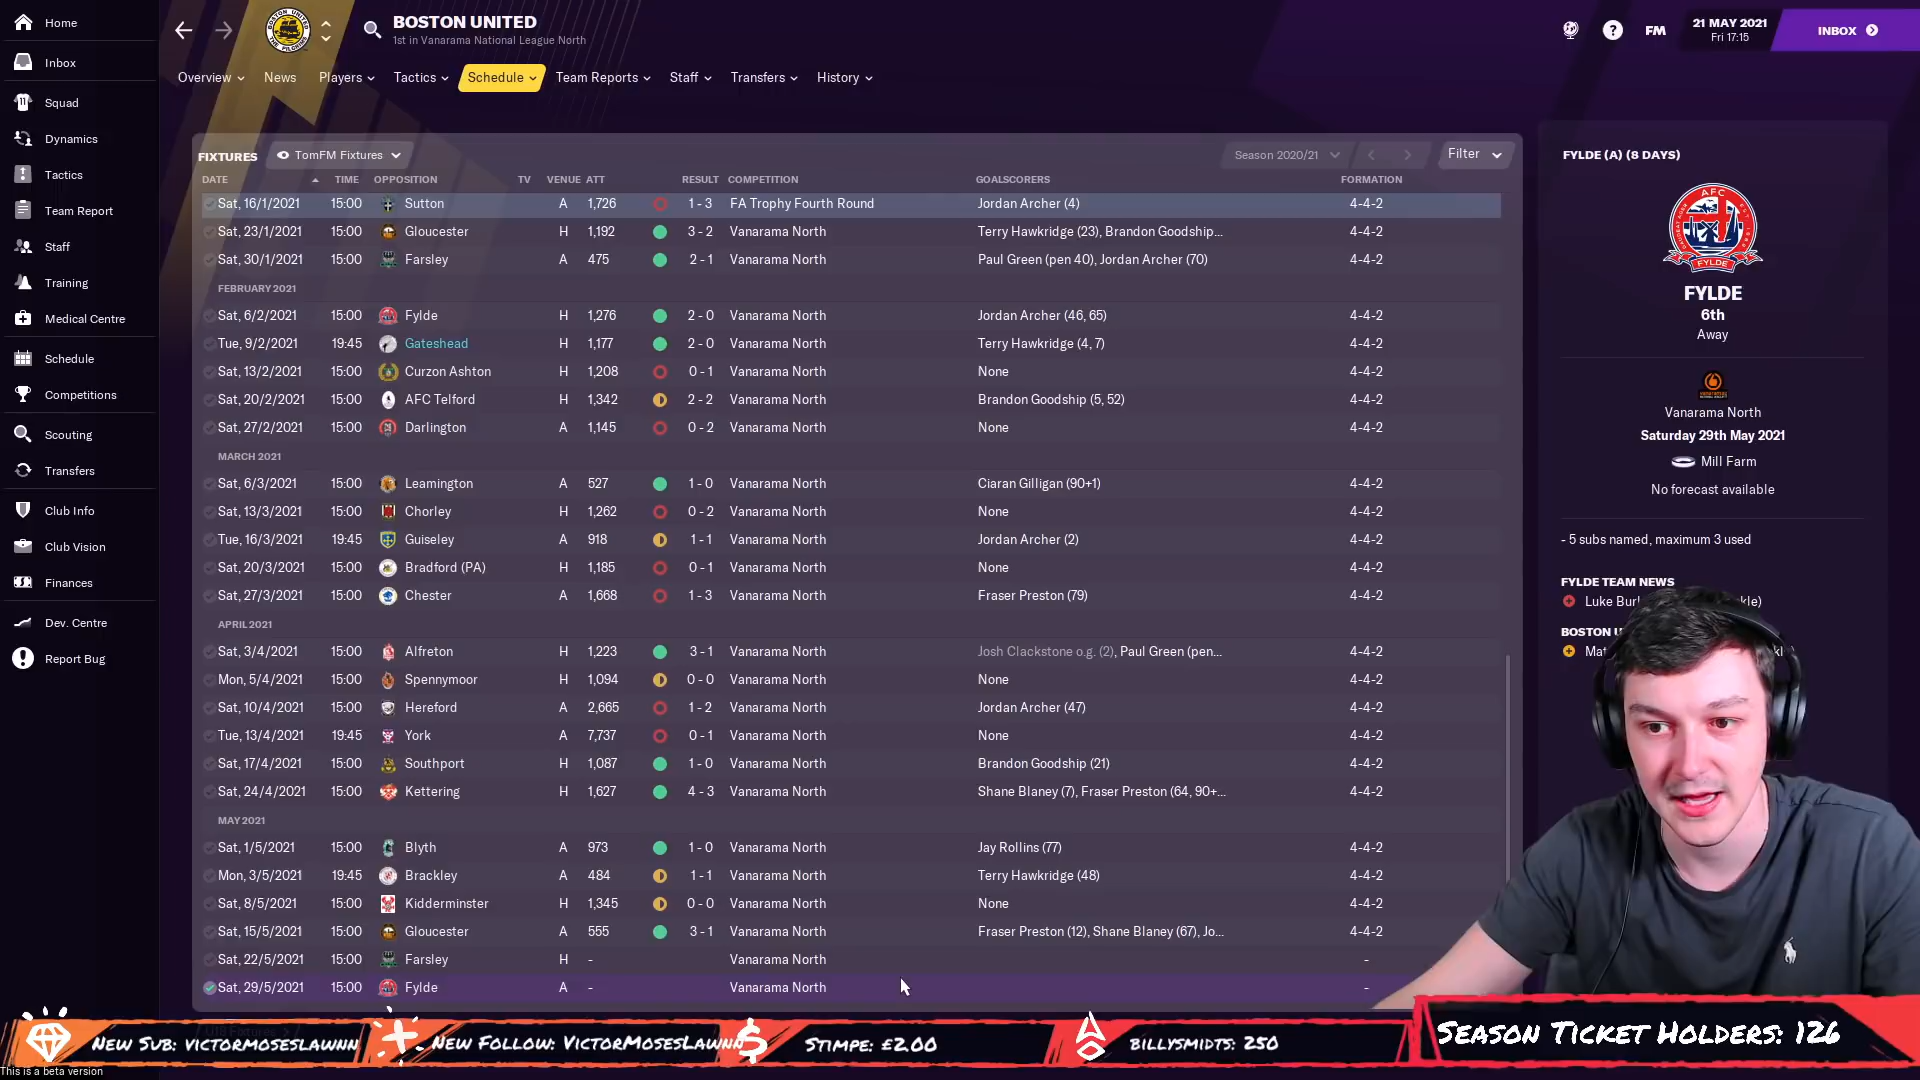 Home
Inbox
Squad
Dynamics
Tactics
Team Report
Staff
Training
Medical Centre
Schedule
Competitions
Scouting
Transfers
Club Info
Club Vision
Finances
Dev. Centre
Report Bug
BOSTON UNITED
1st in Vanarama National League North
FM
21 MAY 2021
Fri 17:15
INBOX
Overview News Players Tactics Schedule Team Reports Staff Transfers History
FIXTURES TomFM Fixtures Season 2020/21 Filter
DATE TIME OPPOSITION TV VENUE ATT RESULT COMPETITION GOALSCORERS FORMATION
Sat, 16/1/2021 15:00 Sutton A 1,726 1 - 3 FA Trophy Fourth Round Jordan Archer (4) 4-4-2
Sat, 23/1/2021 15:00 Gloucester H 1,192 3 - 2 Vanarama North Terry Hawkridge (23), Brandon Goodship... 4-4-2
Sat, 30/1/2021 15:00 Farsley A 475 2 - 1 Vanarama North Paul Green (pen 40), Jordan Archer (70) 4-4-2
FEBRUARY 2021
Sat, 6/2/2021 15:00 Fylde H 1,276 2 - 0 Vanarama North Jordan Archer (46, 65) 4-4-2
Tue, 9/2/2021 19:45 Gateshead H 1,177 2 - 0 Vanarama North Terry Hawkridge (4, 7) 4-4-2
Sat, 13/2/2021 15:00 Curzon Ashton H 1,208 0 - 1 Vanarama North None 4-4-2
Sat, 20/2/2021 15:00 AFC Telford H 1,342 2 - 2 Vanarama North Brandon Goodship (5, 52) 4-4-2
Sat, 27/2/2021 15:00 Darlington A 1,145 0 - 2 Vanarama North None 4-4-2
MARCH 2021
Sat, 6/3/2021 15:00 Leamington A 527 1 - 0 Vanarama North Ciaran Gilligan (90+1) 4-4-2
Sat, 13/3/2021 15:00 Chorley H 1,262 0 - 2 Vanarama North None 4-4-2
Tue, 16/3/2021 19:45 Guiseley A 918 1 - 1 Vanarama North Jordan Archer (2) 4-4-2
Sat, 20/3/2021 15:00 Bradford (PA) H 1,185 0 - 1 Vanarama North None 4-4-2
Sat, 27/3/2021 15:00 Chester A 1,668 1 - 3 Vanarama North Fraser Preston (79) 4-4-2
APRIL 2021
Sat, 3/4/2021 15:00 Alfreton H 1,223 3 - 1 Vanarama North Josh Clackstone o.g. (2), Paul Green (pen... 4-4-2
Mon, 5/4/2021 15:00 Spennymoor H 1,094 0 - 0 Vanarama North None 4-4-2
Sat, 10/4/2021 15:00 Hereford A 2,665 1 - 2 Vanarama North Jordan Archer (47) 4-4-2
Tue, 13/4/2021 19:45 York A 7,737 0 - 1 Vanarama North None 4-4-2
Sat, 17/4/2021 15:00 Southport H 1,087 1 - 0 Vanarama North Brandon Goodship (21) 4-4-2
Sat, 24/4/2021 15:00 Kettering H 1,627 4 - 3 Vanarama North Shane Blaney (7), Fraser Preston (64, 90+... 4-4-2
MAY 2021
Sat, 1/5/2021 15:00 Blyth A 973 1 - 0 Vanarama North Jay Rollins (77) 4-4-2
Mon, 3/5/2021 19:45 Brackley A 484 1 - 1 Vanarama North Terry Hawkridge (48) 4-4-2
Sat, 8/5/2021 15:00 Kidderminster H 1,345 0 - 0 Vanarama North None 4-4-2
Sat, 15/5/2021 15:00 Gloucester A 555 3 - 1 Vanarama North Fraser Preston (12), Shane Blaney (67), Jo... 4-4-2
Sat, 22/5/2021 15:00 Farsley H - Vanarama North -
Sat, 29/5/2021 15:00 Fylde A - Vanarama North -
FYLDE (A) (8 DAYS)
AFC
FYLDE
FYLDE
6th
Away
Vanarama North
Saturday 29th May 2021
Mill Farm
No forecast available
- 5 subs named, maximum 3 used
FYLDE TEAM NEWS
Luke
BOSTON
U18 Fixtures
NEW SUB: VICTORMOSESLAWNN
NEW FOLLOW: VICTORMOSESLAWNN
STIMPE: £2.00
BILLYSMIDTS: 250
SEASON TICKET HOLDERS: 126
This is a beta version